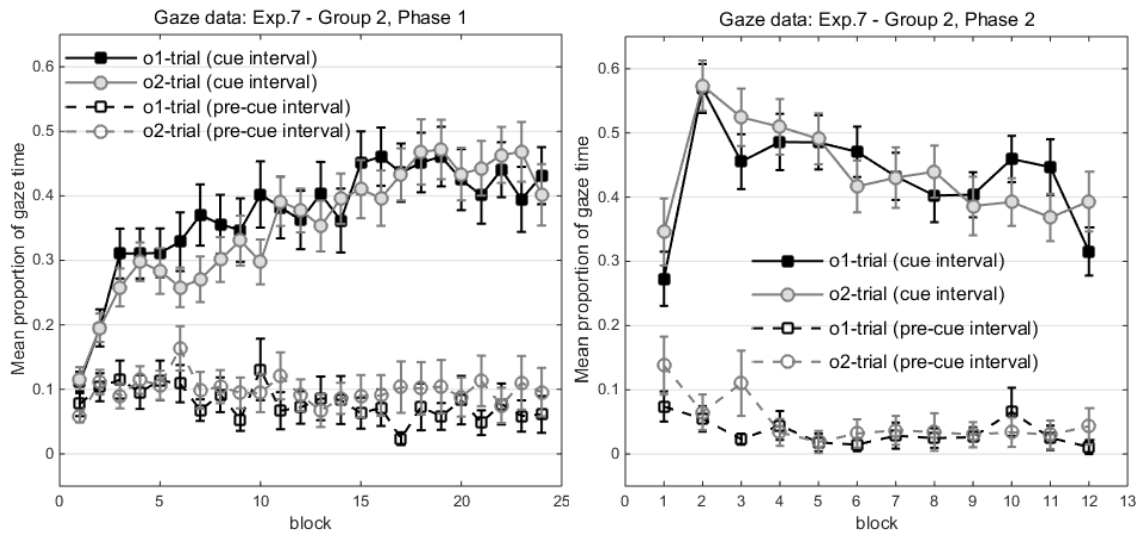 Gaze data: Exp.7 - Group 2, Phase 1
0.6
0.5
0.4
0.3
0.2
0.1
0
Mean proportion of gaze time
o1-trial (cue interval)
o2-trial (cue interval)
o1-trial (pre-cue interval)
o2-trial (pre-cue interval)
0 5 10 15 20 25
block
Gaze data: Exp.7 - Group 2, Phase 2
0.6
0.5
0.4
0.3
0.2
0.1
0
Mean proportion of gaze time
o1-trial (cue interval)
o2-trial (cue interval)
o1-trial (pre-cue interval)
o2-trial (pre-cue interval)
0 1 2 3 4 5 6 7 8 9 10 11 12 13
block